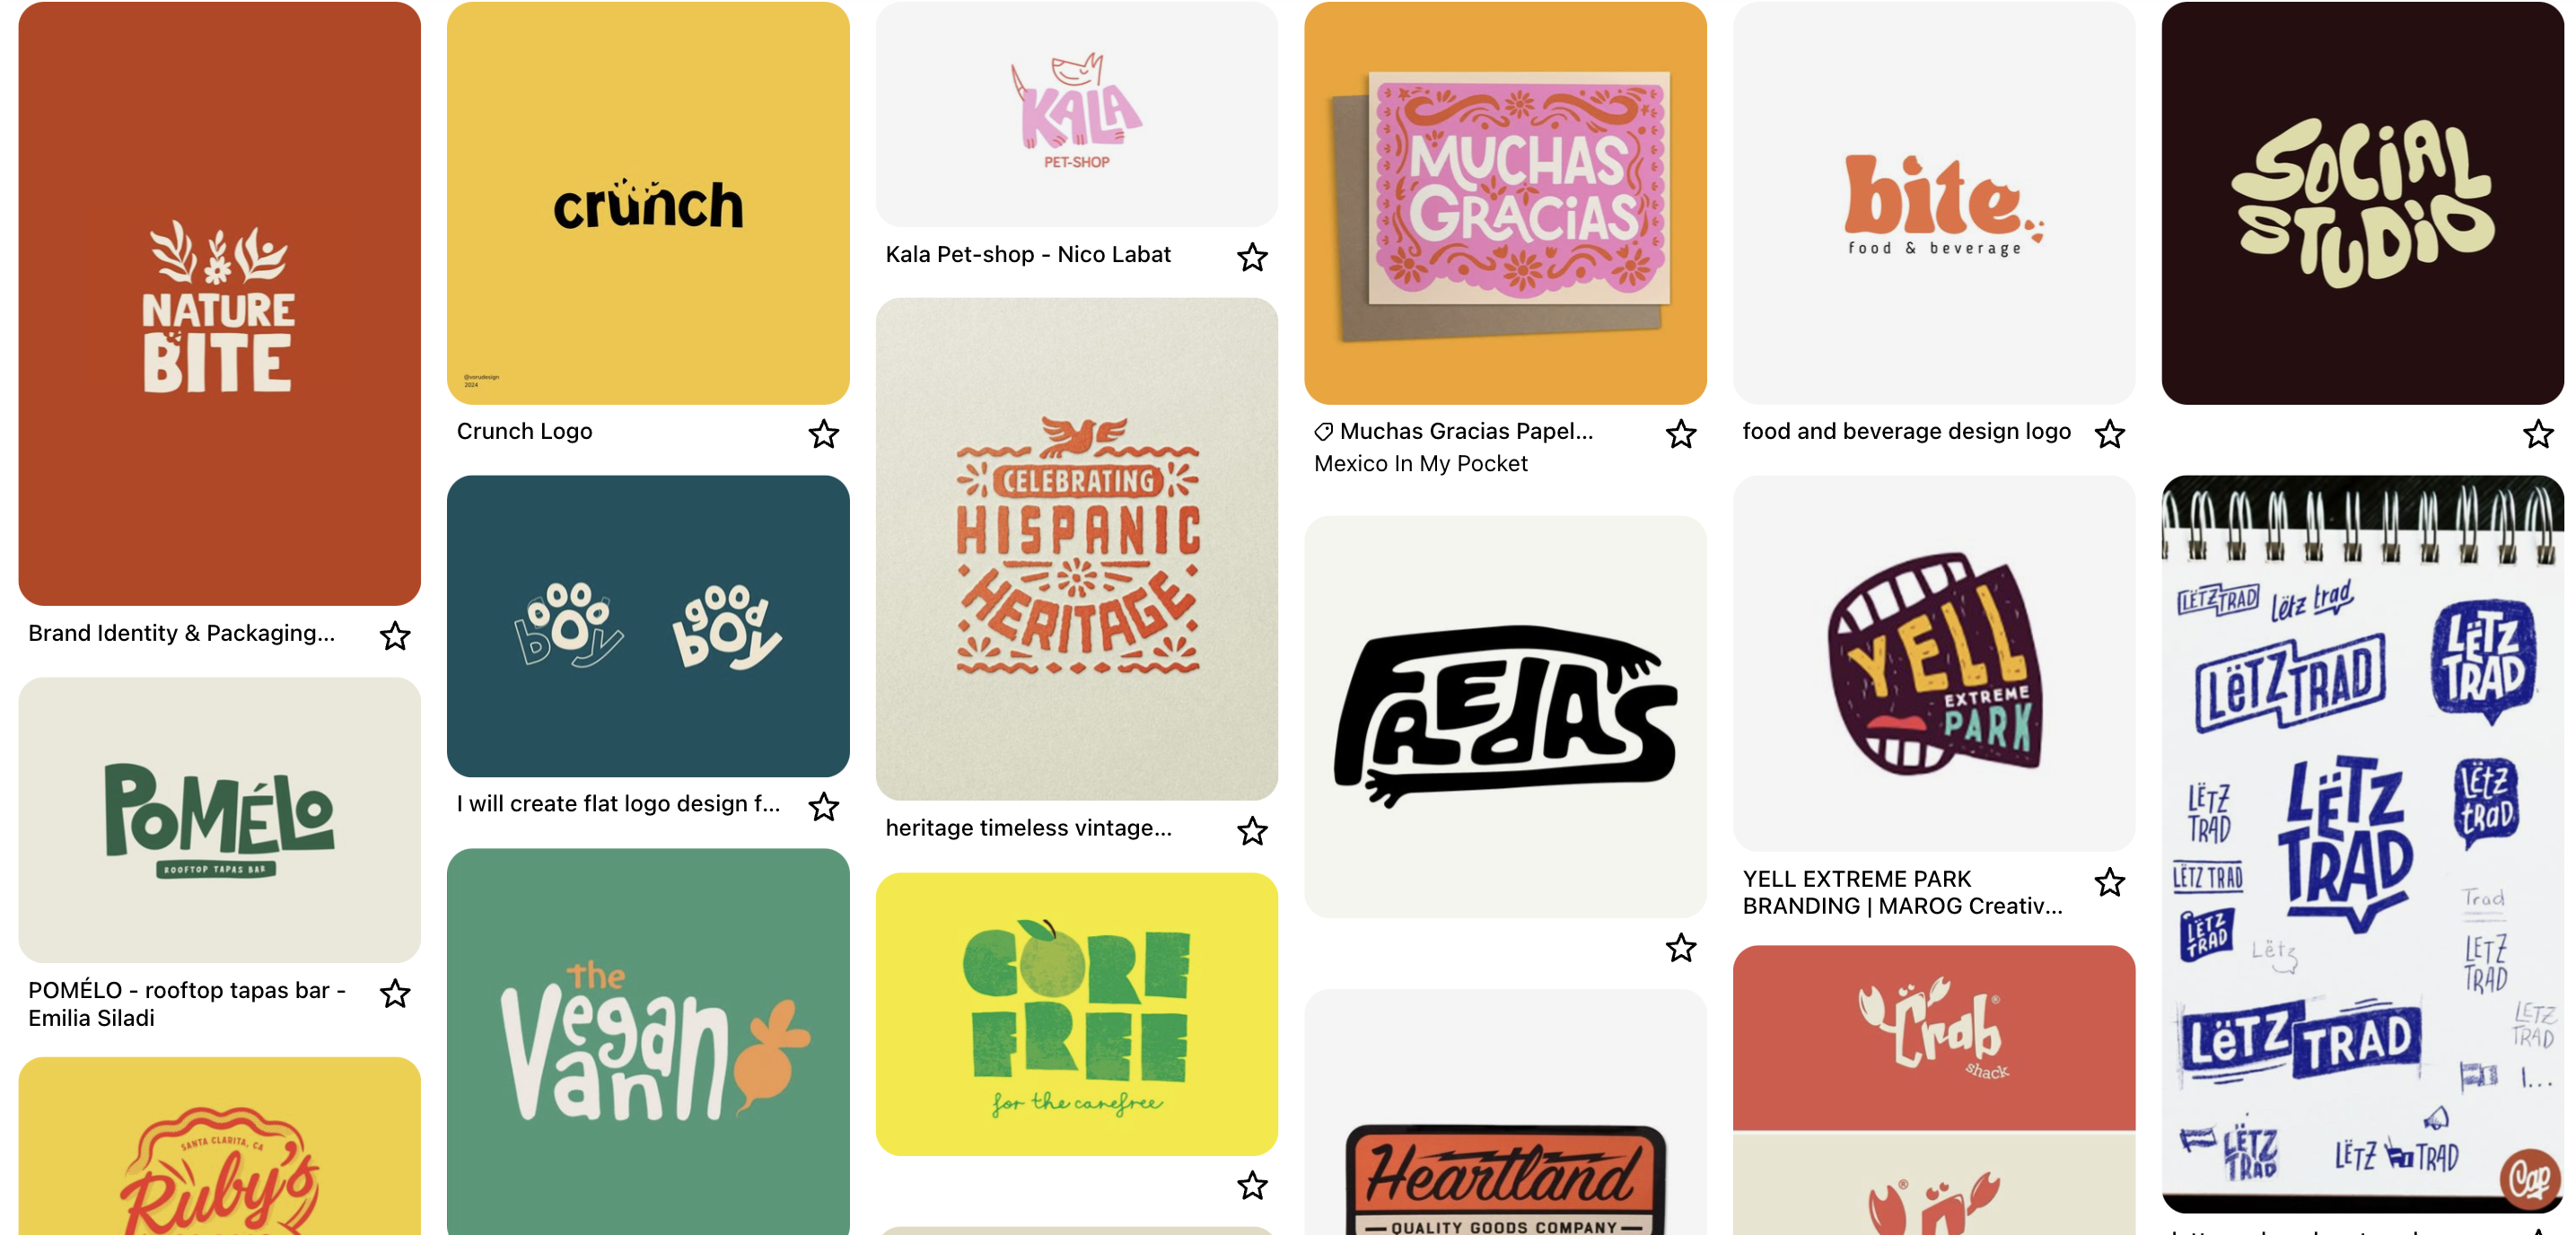 NATURE
BITE
Brand Identity & Packaging...
POMÉLO
ROOFTOP TAPAS BAR
POMÉLO - rooftop tapas bar -
Emilia Siladi
SANTA CLARITA, CA
Ruby's
crunch
@varudesign
2024
Crunch Logo
good
boy
good
boy
I will create flat logo design f...
the
Vegan
Van
KALA
PET-SHOP
Kala Pet-shop - Nico Labat
CELEBRATING
HISPANIC
HERITAGE
heritage timeless vintage...
CORE
FREE
for the carefree
MUCHAS
GRACIAS
Muchas Gracias Papel...
Mexico In My Pocket
FREDA'S
Heartland
QUALITY GOODS COMPANY
bite
food & beverage
food and beverage design logo
YELL
EXTREME
PARK
YELL EXTREME PARK
BRANDING | MAROG Creativ...
Crab
shack
SOCiAL
STUDiO
LËTZ TRAD
lëtz trad
LËTZ TRAD
LËTZ
TRAD
LËTZ
TRAD
LËTZ
TRAD
LËtZ
tRaD
LËTZ TRAD
Trad
LËTZ
TRAD
Lëtz
LËTZ
TRAD
LËTZ TRAD
LËTZ
TRAD
LËTZ
TRAD
LËTZ TRAD
Cap